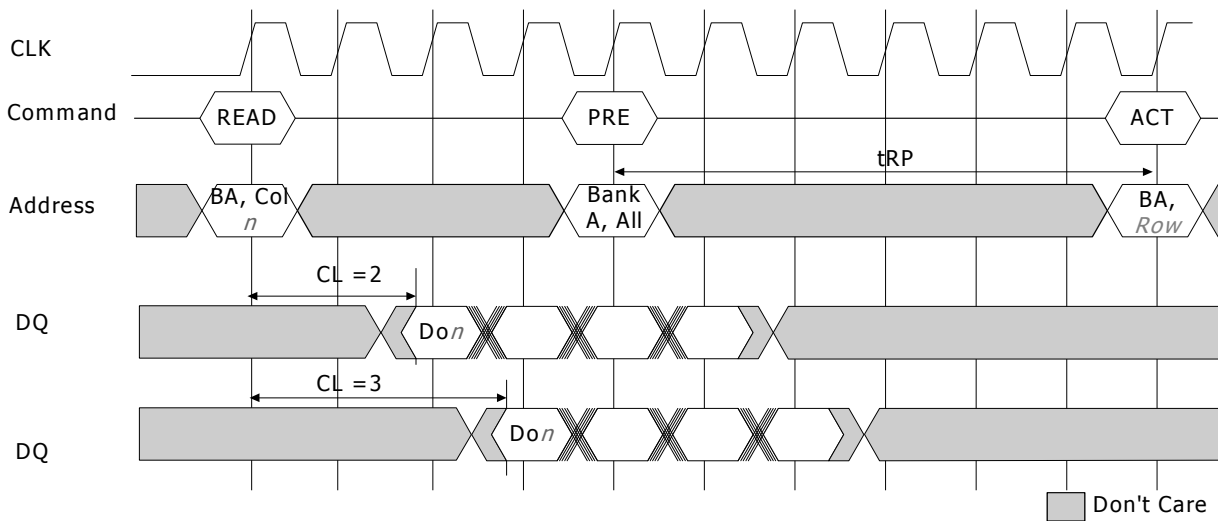 CLK
Command
READ
PRE
ACT
tRP
Address
BA, Col
n
Bank
A, All
BA,
Row
CL =2
DQ
Don
CL =3
DQ
Don
Don't Care